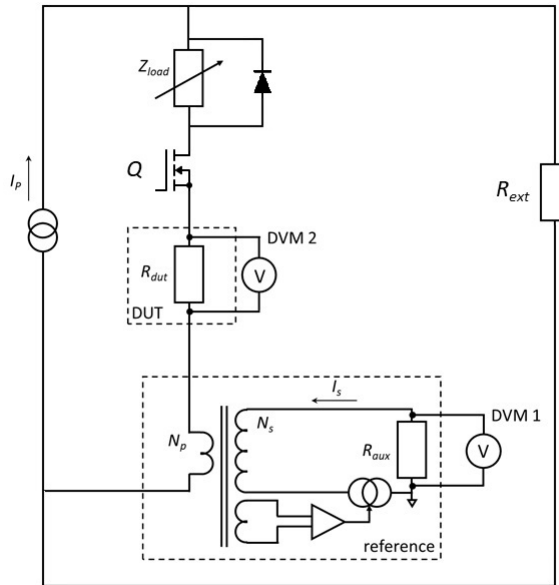 Z_load
Q
I_p
R_ext
DVM 2
R_dut
V
DUT
I_s
DVM 1
N_p
N_s
R_aux
V
reference